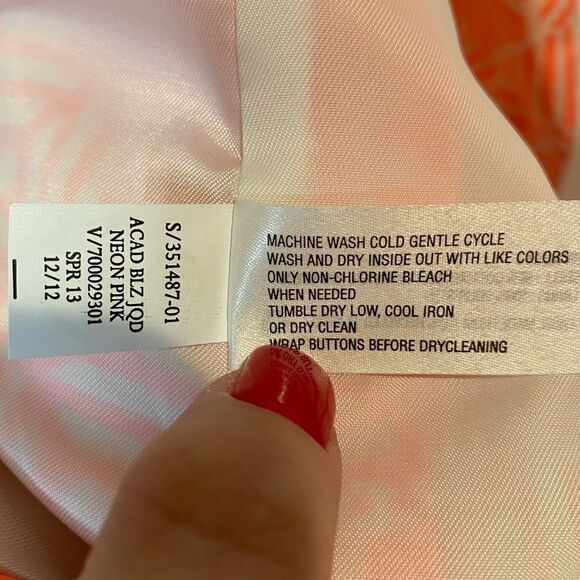 S/351487-01
ACAD BLZ JQD
NEON PINK
V/700029301
SPR 13
12/12
MACHINE WASH COLD GENTLE CYCLE
WASH AND DRY INSIDE OUT WITH LIKE COLORS
ONLY NON-CHLORINE BLEACH
WHEN NEEDED
TUMBLE DRY LOW, COOL IRON
OR DRY CLEAN
WRAP BUTTONS BEFORE DRYCLEANING